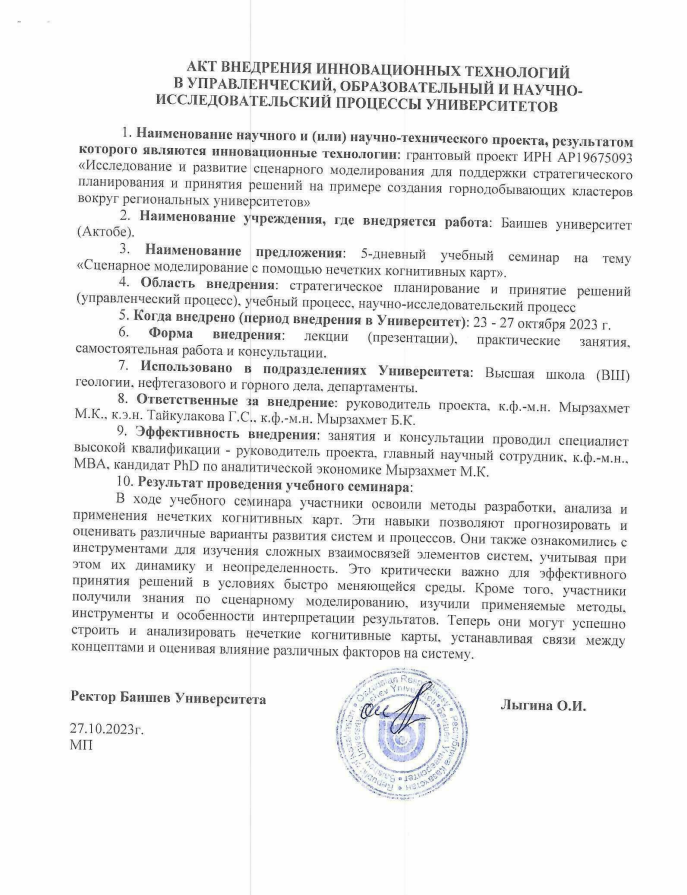 АКТ ВНЕДРЕНИЯ ИННОВАЦИОННЫХ ТЕХНОЛОГИЙ
В УПРАВЛЕНЧЕСКИЙ, ОБРАЗОВАТЕЛЬНЫЙ И НАУЧНО-
ИССЛЕДОВАТЕЛЬСКИЙ ПРОЦЕССЫ УНИВЕРСИТЕТОВ
1. Наименование научного и (или) научно-технического проекта, результатом
которого являются инновационные технологии: грантовый проект ИРН AP19675093
«Исследование и развитие сценарного моделирования для поддержки стратегического
планирования и принятия решений на примере создания горнодобывающих кластеров
вокруг региональных университетов»
2. Наименование учреждения, где внедряется работа: Баишев университет
(Актобе).
3. Наименование предложения: 5-дневный учебный семинар на тему
«Сценарное моделирование с помощью нечетких когнитивных карт».
4. Область внедрения: стратегическое планирование и принятие решений
(управленческий процесс), учебный процесс, научно-исследовательский процесс
5. Когда внедрено (период внедрения в Университет): 23 - 27 октября 2023 г.
6. Форма внедрения: лекции (презентации), практические занятия,
самостоятельная работа и консультации.
7. Использовано в подразделениях Университета: Высшая школа (ВШ)
геологии, нефтегазового и горного дела, департаменты.
8. Ответственные за внедрение: руководитель проекта, к.ф.-м.н. Мырзахмет
М.К., к.э.н. Тайкулакова Г.С., к.ф.-м.н. Мырзахмет Б.К.
9. Эффективность внедрения: занятия и консультации проводил специалист
высокой квалификации - руководитель проекта, главный научный сотрудник, к.ф.-м.н.,
MBA, кандидат PhD по аналитической экономике Мырзахмет М.К.
10. Результат проведения учебного семинара:
В ходе учебного семинара участники освоили методы разработки, анализа и
применения нечетких когнитивных карт. Эти навыки позволяют прогнозировать и
оценивать различные варианты развития систем и процессов. Они также ознакомились с
инструментами для изучения сложных взаимосвязей элементов систем, учитывая при
этом их динамику и неопределенность. Это критически важно для эффективного
принятия решений в условиях быстро меняющейся среды. Кроме того, участники
получили знания по сценарному моделированию, изучили применяемые методы,
инструменты и особенности интерпретации результатов. Теперь они могут успешно
строить и анализировать нечеткие когнитивные карты, устанавливая связи между
концептами и оценивая влияние различных факторов на систему.
Ректор Баишев Университета
Лыгина О.И.
27.10.2023г.
МП